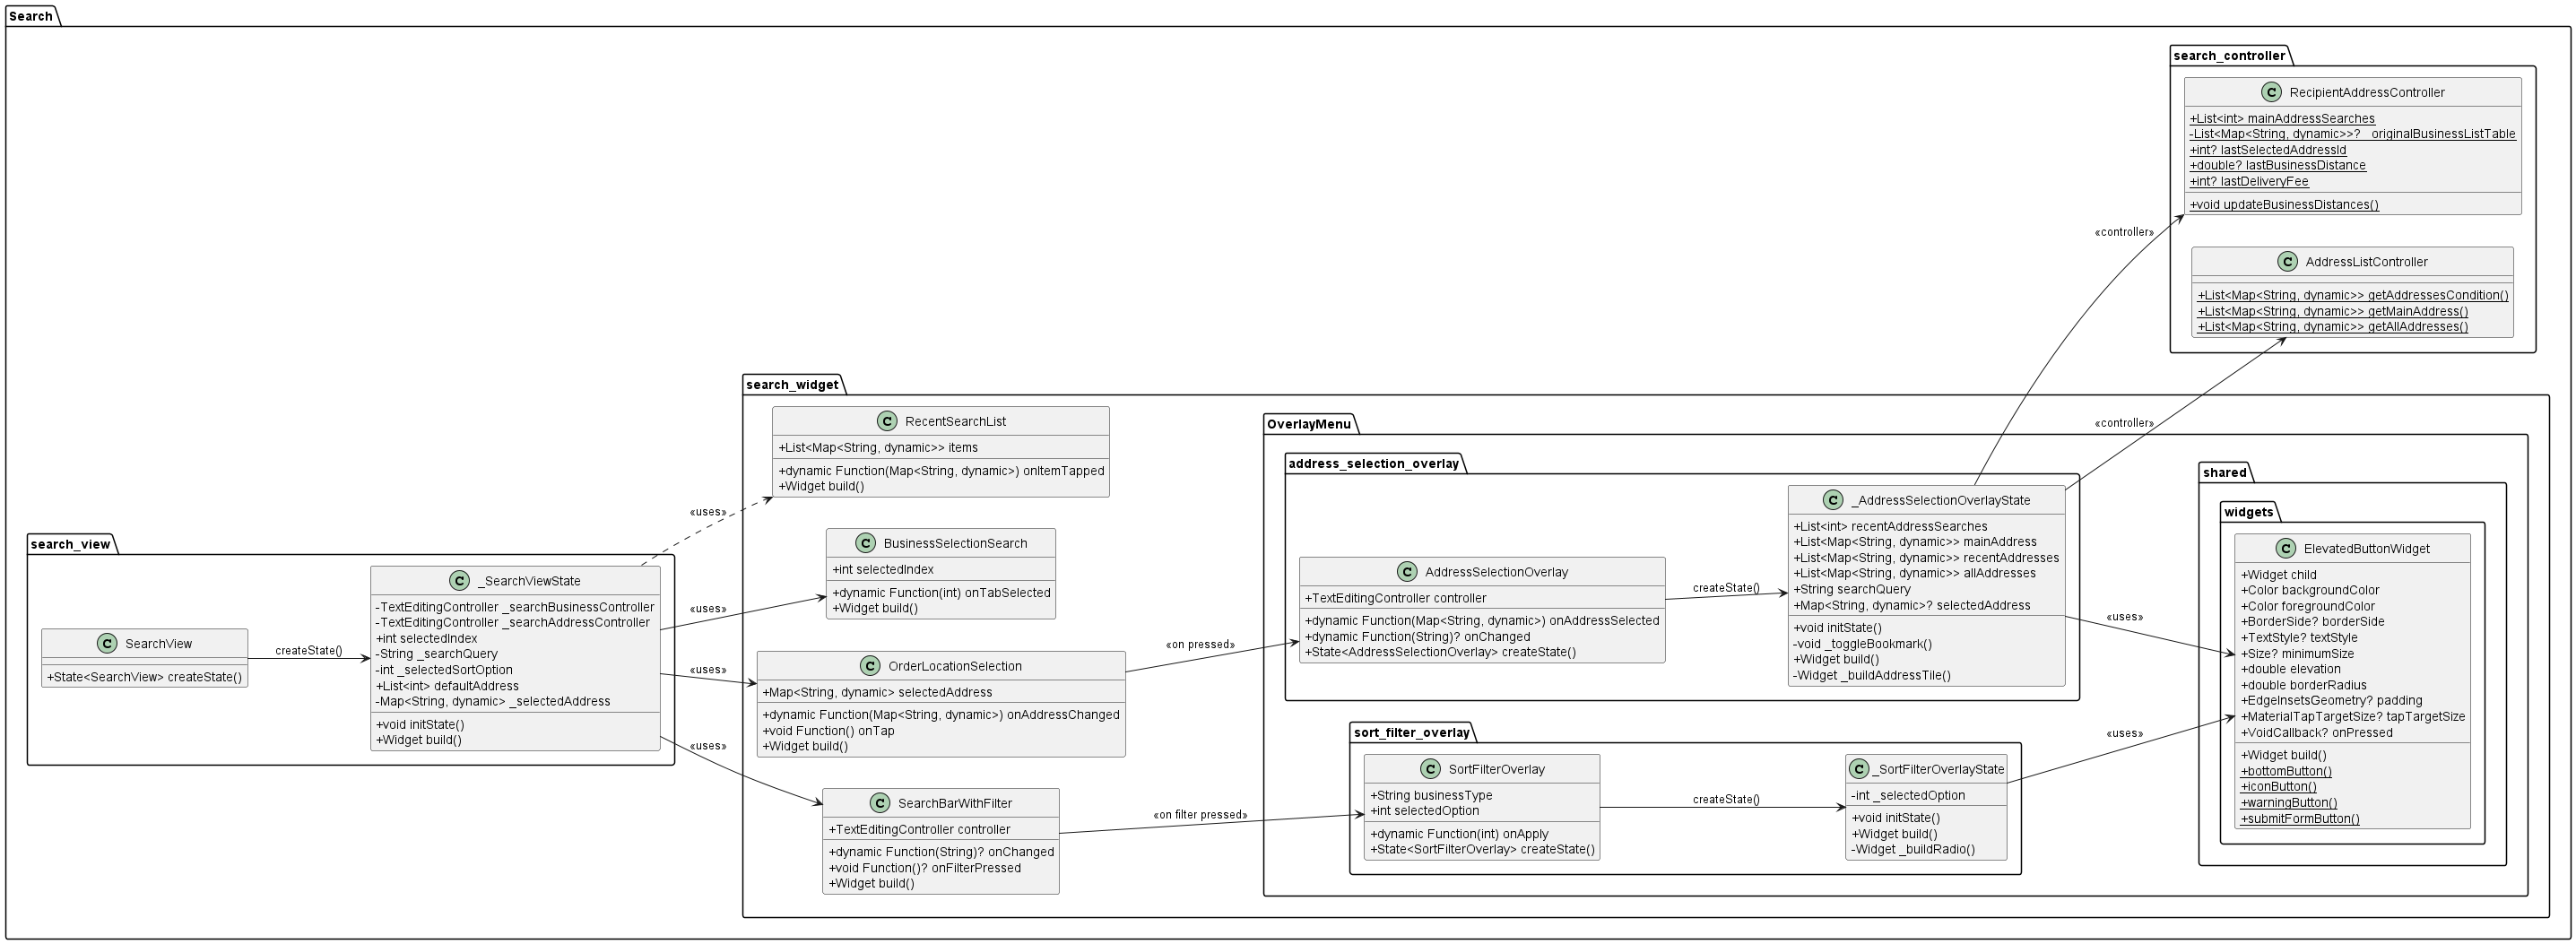 Search
search_controller
RecipientAddressController
+List<int> mainAddressSearches
-List<Map<String, dynamic>>? _originalBusinessListTable
+int? lastSelectedAddressId
+double? lastBusinessDistance
+int? lastDeliveryFee
+void updateBusinessDistances()
«controller»
AddressListController
+List<Map<String, dynamic>> getAddressesCondition()
+List<Map<String, dynamic>> getMainAddress()
+List<Map<String, dynamic>> getAllAddresses()
«controller»
search_widget
RecentSearchList
+List<Map<String, dynamic>> items
+dynamic Function(Map<String, dynamic>) onItemTapped
+Widget build()
«uses»
BusinessSelectionSearch
+int selectedIndex
+dynamic Function(int) onTabSelected
+Widget build()
«uses»
search_view
SearchView
+State<SearchView> createState()
createState()
_SearchViewState
-TextEditingController _searchBusinessController
-TextEditingController _searchAddressController
+int selectedIndex
-String _searchQuery
-int _selectedSortOption
+List<int> defaultAddress
-Map<String, dynamic> _selectedAddress
+void initState()
+Widget build()
«uses»
OrderLocationSelection
+Map<String, dynamic> selectedAddress
+dynamic Function(Map<String, dynamic>) onAddressChanged
+void Function() onTap
+Widget build()
«uses»
SearchBarWithFilter
+TextEditingController controller
+dynamic Function(String)? onChanged
+void Function()? onFilterPressed
+Widget build()
«on pressed»
«on filter pressed»
OverlayMenu
address_selection_overlay
AddressSelectionOverlay
+TextEditingController controller
+dynamic Function(Map<String, dynamic>) onAddressSelected
+dynamic Function(String)? onChanged
+State<AddressSelectionOverlay> createState()
createState()
_AddressSelectionOverlayState
+List<int> recentAddressSearches
+List<Map<String, dynamic>> mainAddress
+List<Map<String, dynamic>> recentAddresses
+List<Map<String, dynamic>> allAddresses
+String searchQuery
+Map<String, dynamic>? selectedAddress
+void initState()
-void _toggleBookmark()
+Widget build()
-Widget _buildAddressTile()
«uses»
sort_filter_overlay
SortFilterOverlay
+String businessType
+int selectedOption
+dynamic Function(int) onApply
+State<SortFilterOverlay> createState()
createState()
_SortFilterOverlayState
-int _selectedOption
+void initState()
+Widget build()
-Widget _buildRadio()
«uses»
shared
widgets
ElevatedButtonWidget
+Widget child
+Color backgroundColor
+Color foregroundColor
+BorderSide? borderSide
+TextStyle? textStyle
+Size? minimumSize
+double elevation
+double borderRadius
+EdgeInsetsGeometry? padding
+MaterialTapTargetSize? tapTargetSize
+VoidCallback? onPressed
+Widget build()
+bottomButton()
+iconButton()
+warningButton()
+submitFormButton()